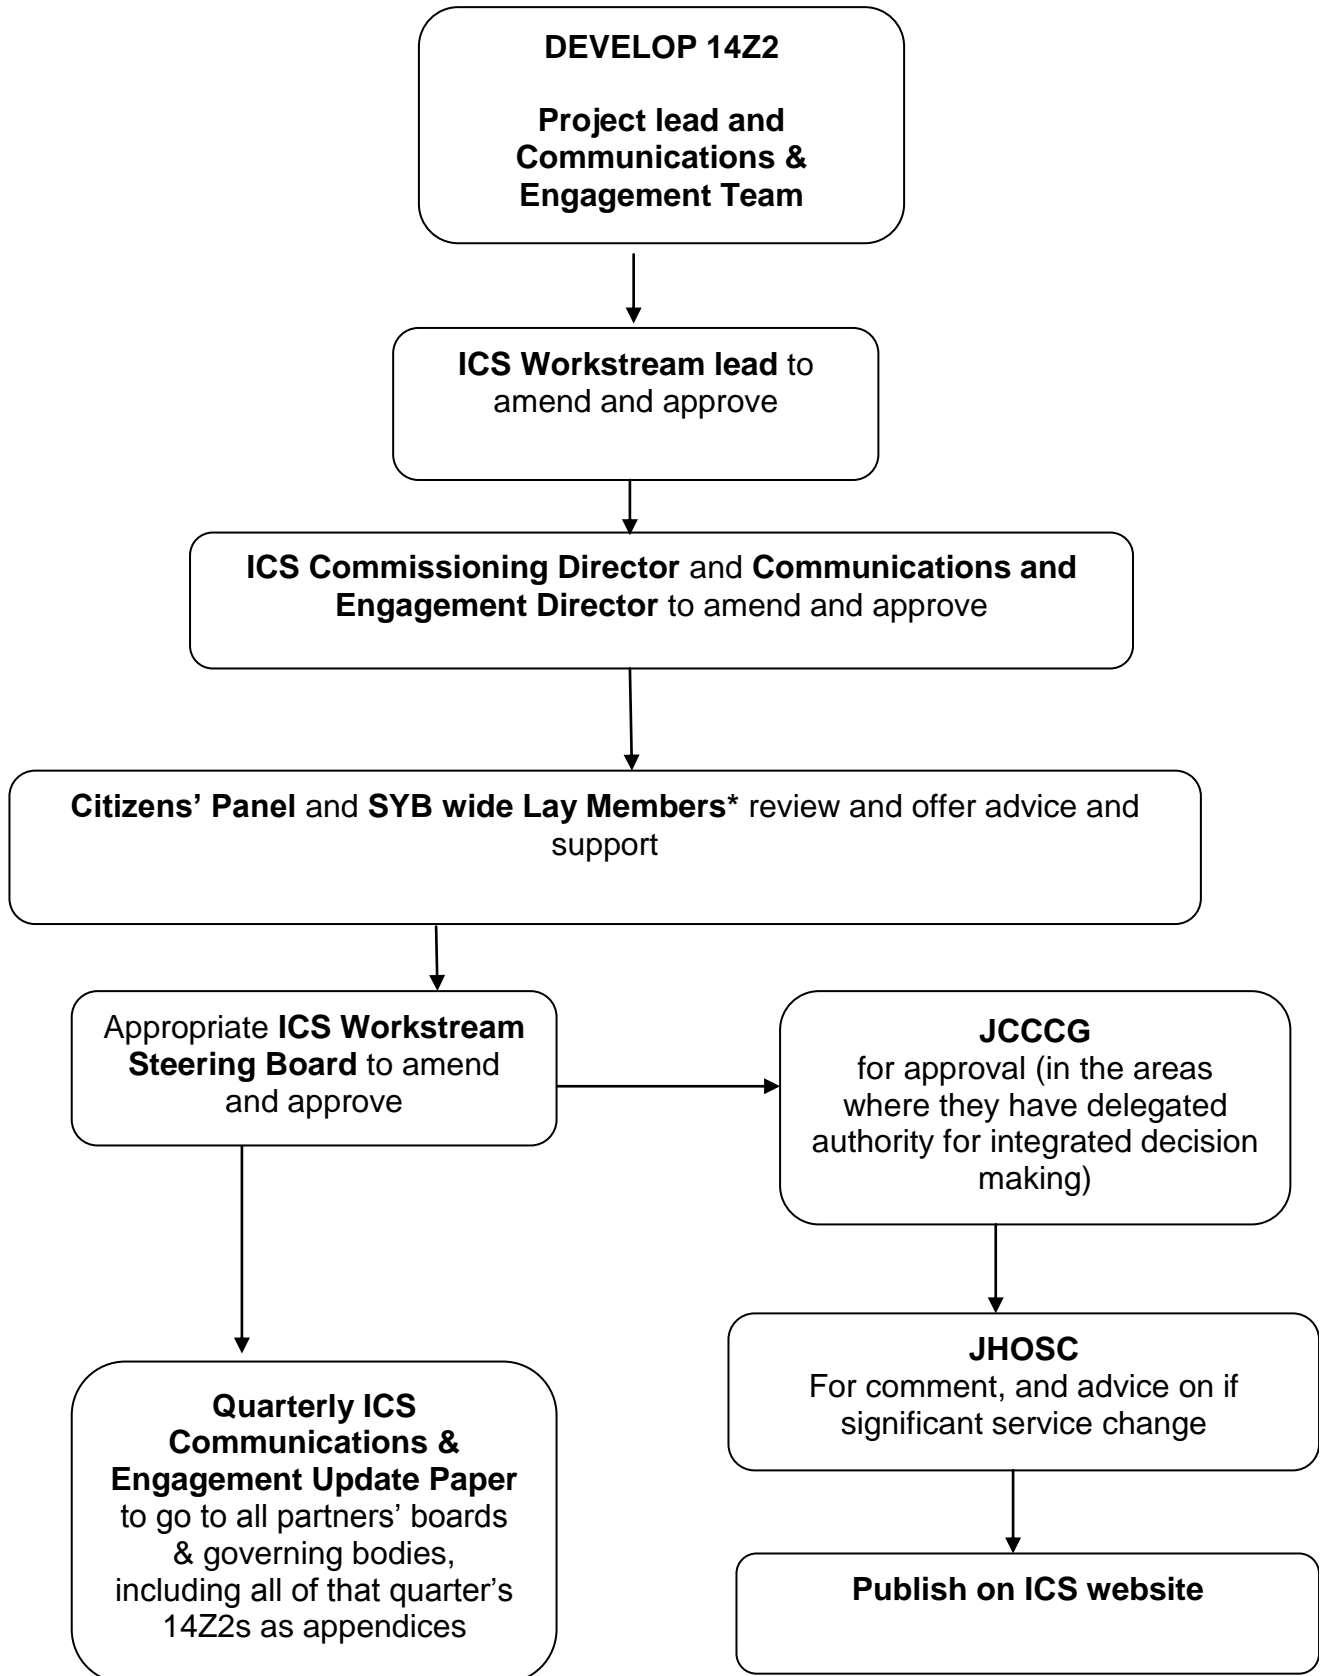 DEVELOP 14Z2
Project lead and
Communications &
Engagement Team
ICS Workstream lead to
amend and approve
ICS Commissioning Director and Communications and
Engagement Director to amend and approve
Citizens’ Panel and SYB wide Lay Members* review and offer advice and
support
Appropriate ICS Workstream
Steering Board to amend
and approve
JCCCG
for approval (in the areas
where they have delegated
authority for integrated decision
making)
JHOSC
For comment, and advice on if
significant service change
Quarterly ICS
Communications &
Engagement Update Paper
to go to all partners’ boards
& governing bodies,
including all of that quarter’s
14Z2s as appendices
Publish on ICS website